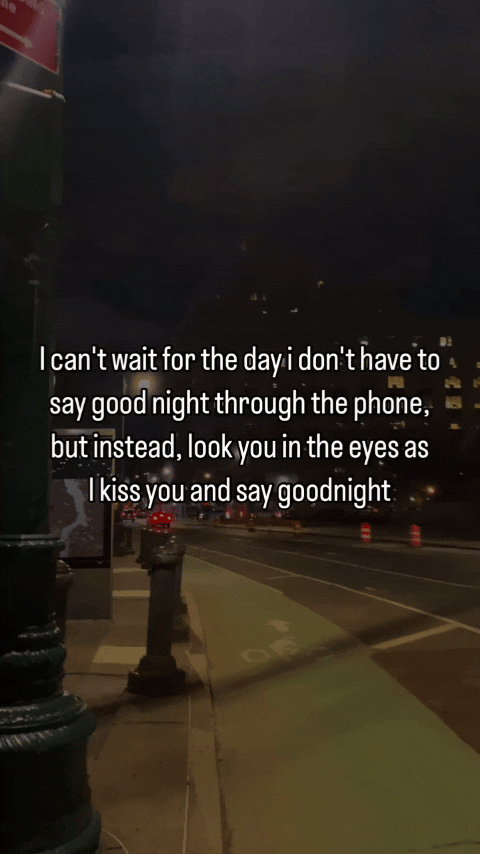 I can't wait for the day i don't have to
say good night through the phone,
but instead, look you in the eyes as
I kiss you and say goodnight